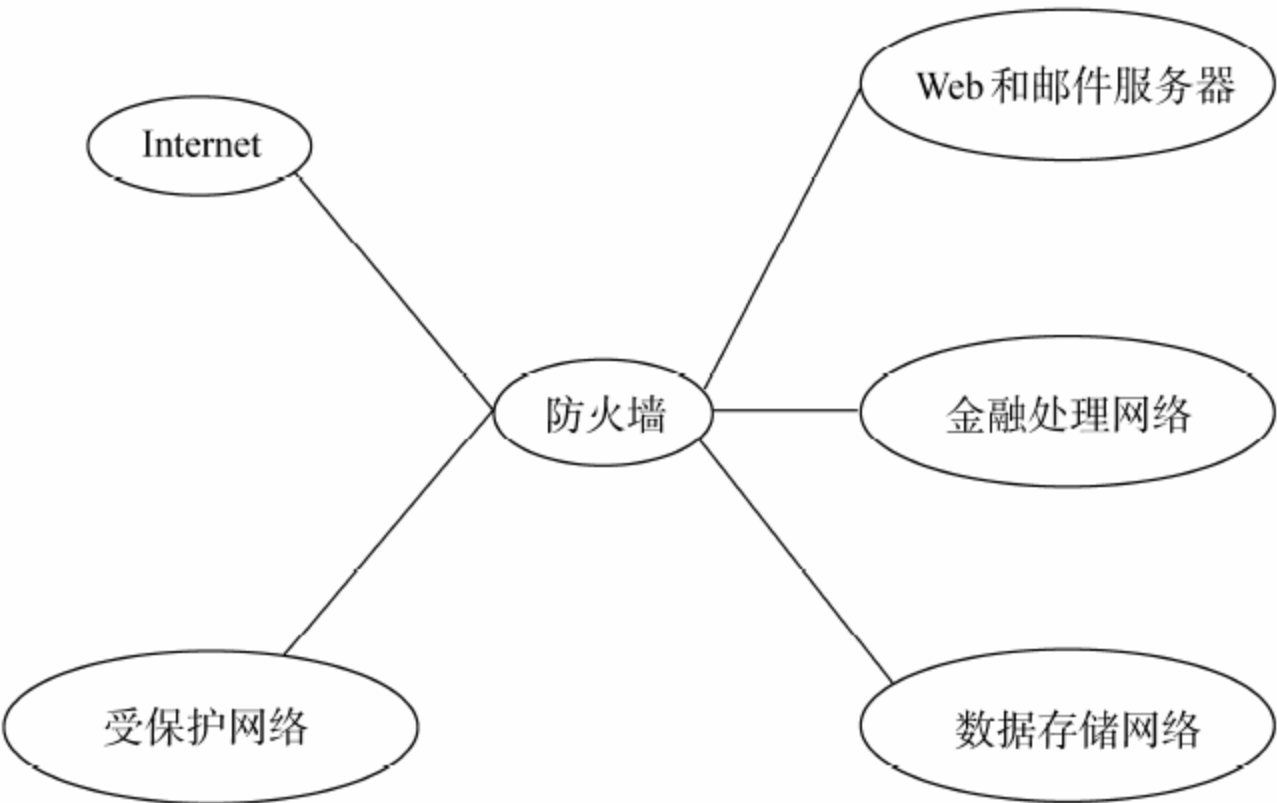 Web和邮件服务器
Internet
防火墙
金融处理网络
受保护网络
数据存储网络